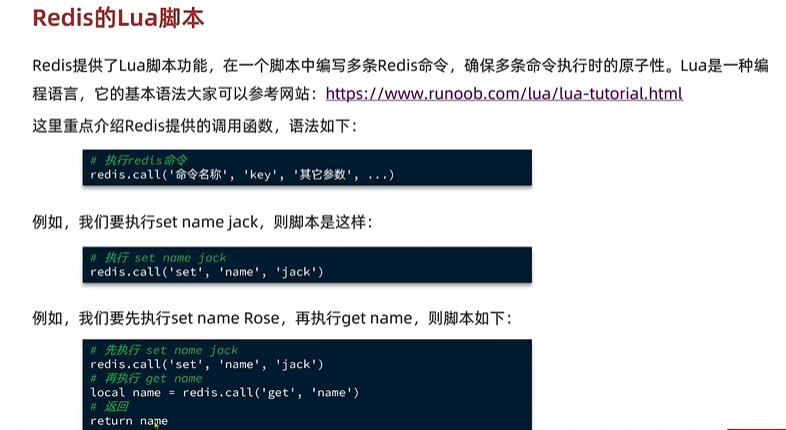 Redis的Lua脚本
Redis提供了Lua脚本功能，在一个脚本中编写多条Redis命令，确保多条命令执行时的原子性。Lua是一种编
程语言，它的基本语法大家可以参考网站：https://www.runoob.com/lua/lua-tutorial.html
这里重点介绍Redis提供的调用函数，语法如下：
# 执行redis命令
redis.call('命令名称', 'key', '其它参数', ...)
例如，我们要执行set name jack，则脚本是这样：
# 执行 set name jack
redis.call('set', 'name', 'jack')
例如，我们要先执行set name Rose，再执行get name，则脚本如下：
# 先执行 set name jack
redis.call('set', 'name', 'jack')
# 再执行 get name
local name = redis.call('get', 'name')
# 返回
return name